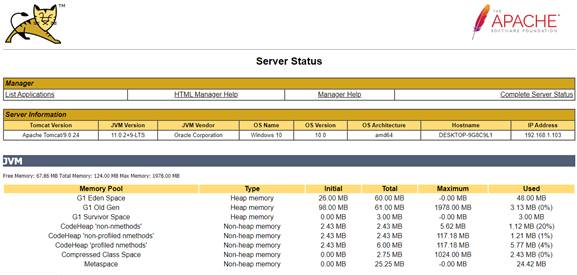 THE
APACHE
SOFTWARE FOUNDATION
Server Status
Manager
List Applications HTML Manager Help Manager Help Complete Server Status
Server Information
Tomcat Version JVM Version JVM Vendor OS Name OS Version OS Architecture Hostname IP Address
Apache Tomcat/9.0.24 11.0.2+9-LTS Oracle Corporation Windows 10 10.0 amd64 DESKTOP-9G8C9L1 192.168.1.103
JVM
Free Memory: 67.86 MB Total Memory: 124.00 MB Max Memory: 1978.00 MB
Memory Pool Type Initial Total Maximum Used
G1 Eden Space Heap memory 26.00 MB 60.00 MB -0.00 MB 48.00 MB
G1 Old Gen Heap memory 98.00 MB 61.00 MB 1978.00 MB 3.13 MB (0%)
G1 Survivor Space Heap memory 0.00 MB 3.00 MB -0.00 MB 3.00 MB
CodeHeap 'non-nmethods' Non-heap memory 2.43 MB 2.43 MB 5.62 MB 1.12 MB (20%)
CodeHeap 'non-profiled nmethods' Non-heap memory 2.43 MB 2.43 MB 117.18 MB 1.21 MB (1%)
CodeHeap 'profiled nmethods' Non-heap memory 2.43 MB 6.00 MB 117.18 MB 5.77 MB (4%)
Compressed Class Space Non-heap memory 0.00 MB 2.75 MB 1024.00 MB 2.43 MB (0%)
Metaspace Non-heap memory 0.00 MB 25.25 MB -0.00 MB 24.42 MB